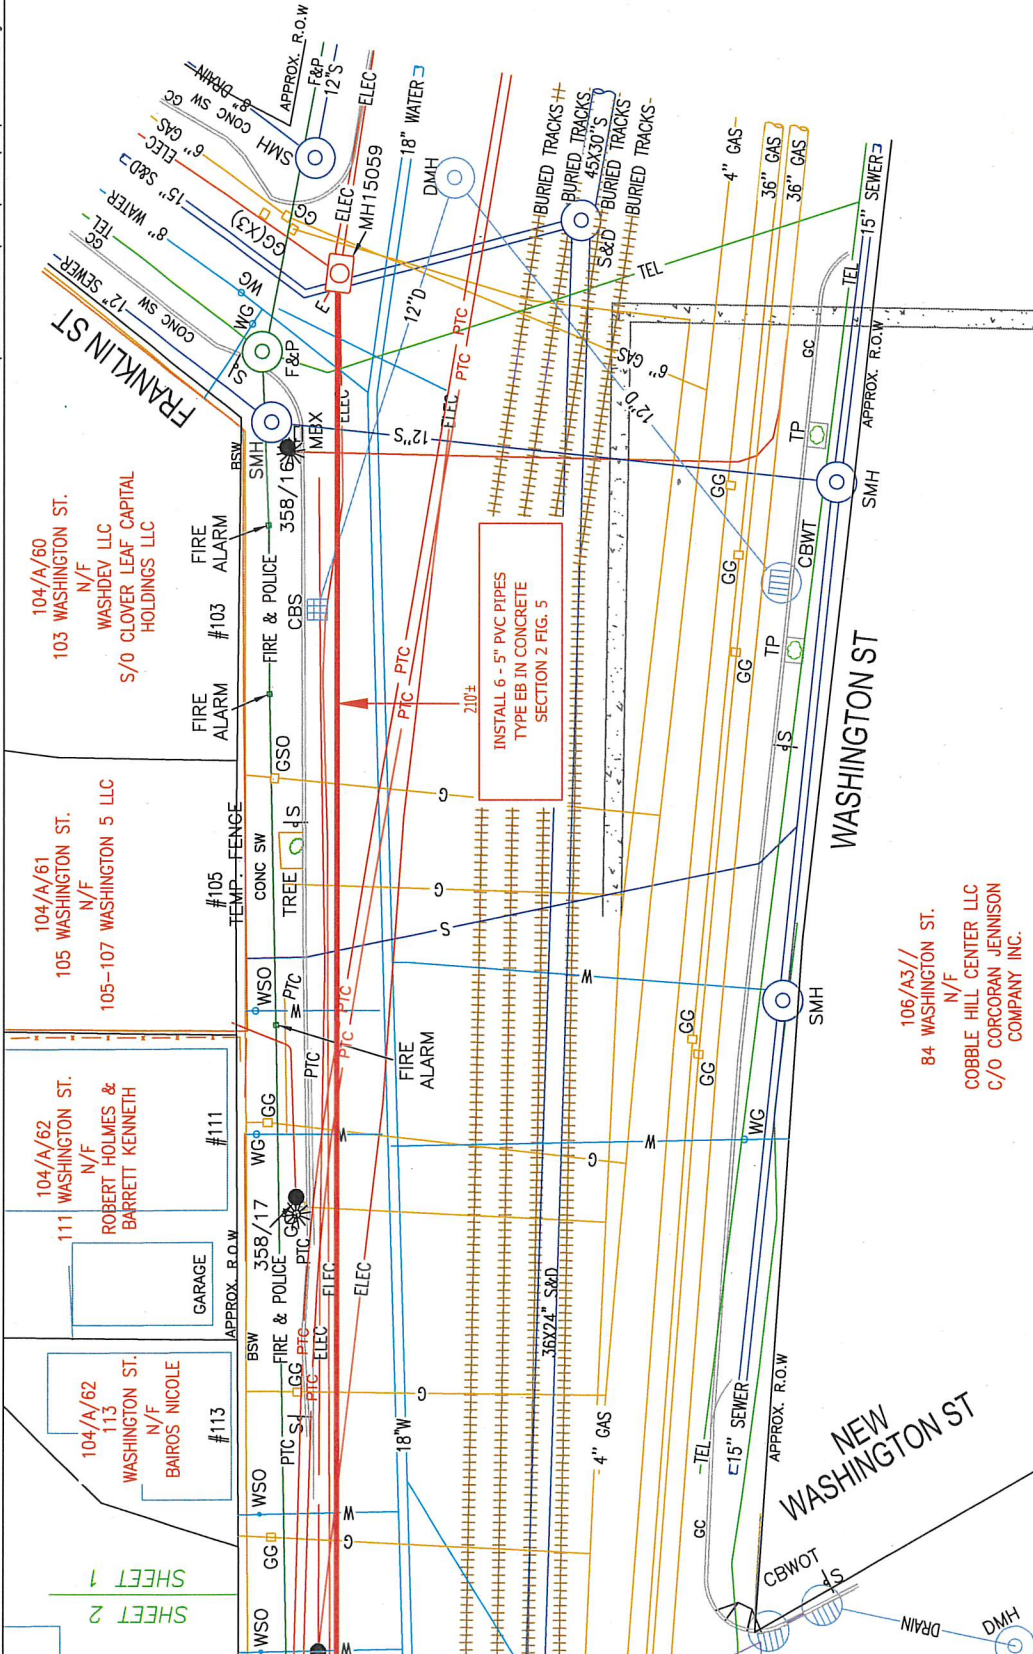 8" DRAIN
CONC SW
GC
APPROX. R.O.W
F&P
12"S
ELEC
SMH
18" WATER
6" GAS
ELEC
15" S&D
8" WATER
TEL
GC
CONC SW
12" SEWER
FRANKLIN ST
GG
GG(X3)
ELEC
MH15059
E
DMH
12"D
WG
WG
S
F&P
BURIED TRACKS
BURIED TRACKS
45X30"S
BURIED TRACKS
BURIED TRACKS
S&D
4" GAS
36" GAS
36" GAS
15" SEWER
TEL
TEL
PTC
PTC
6" GAS
12"D
GC
APPROX. R.O.W
BSW
SMH
358/16
MBX
ELEC
ELEC
12"S
GG
TP
SMH
104/A/60
103 WASHINGTON ST.
N/F
WASHDEV LLC
S/O CLOVER LEAF CAPITAL
HOLDINGS LLC
FIRE
ALARM
#103
FIRE & POLICE
CBS
FIRE
ALARM
PTC
PTC
210'±
INSTALL 6 - 5" PVC PIPES
TYPE EB IN CONCRETE
SECTION 2 FIG. 5
GG
CBWT
GG
TP
S
WASHINGTON ST
104/A/61
105 WASHINGTON ST.
N/F
105-107 WASHINGTON 5 LLC
#105
TEMP. FENCE
CONC SW
TREE
GSO
S
G
G
S
WSO
W
PTC
PTC
PTC
PTC
FIRE
ALARM
W
SMH
GG
GG
106/A3//
84 WASHINGTON ST.
N/F
COBBLE HILL CENTER LLC
C/O CORCORAN JENNISON
COMPANY INC.
104/A/62
111 WASHINGTON ST.
N/F
ROBERT HOLMES &
BARRETT KENNETH
#111
WG
GG
W
W
G
WG
GARAGE
APPROX. R.O.W
358/17
PTC
FIRE & POLICE
BSW
ELEC
ELEC
ELEC
36X24" S&D
104/A/62
113
WASHINGTON ST.
N/F
BAIROS NICOLE
#113
GG
PTC
PTC
PTC
G
18"W
4" GAS
TEL
15" SEWER
APPROX. R.O.W
NEW
WASHINGTON ST
WSO
GG
W
G
GC
SHEET 1
SHEET 2
WSO
W
CBWOT
S
DRAIN
DMH